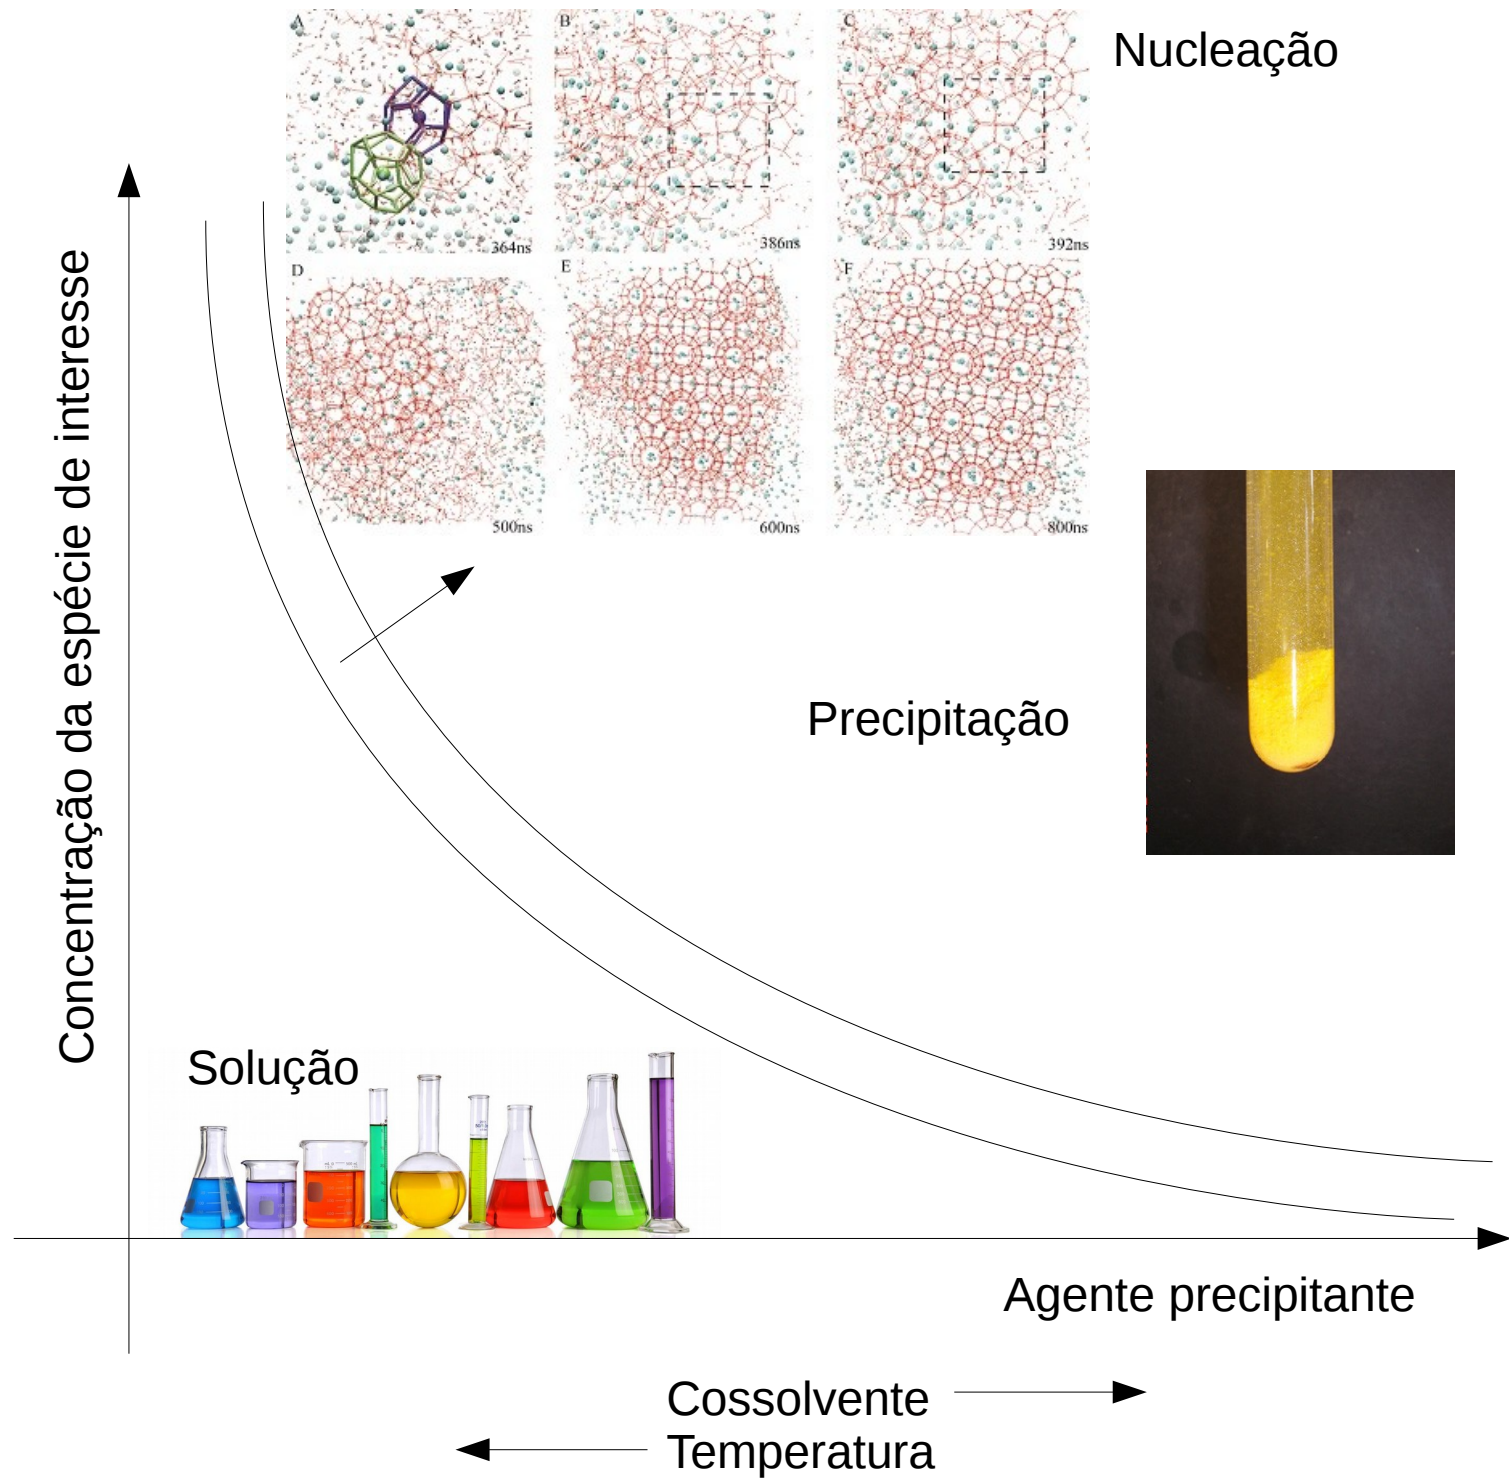 A
B
C
Nucleação
364ns
386ns
392ns
D
E
F
500ns
600ns
800ns
Concentração da espécie de interesse
Precipitação
Solução
Agente precipitante
Cossolvente
Temperatura